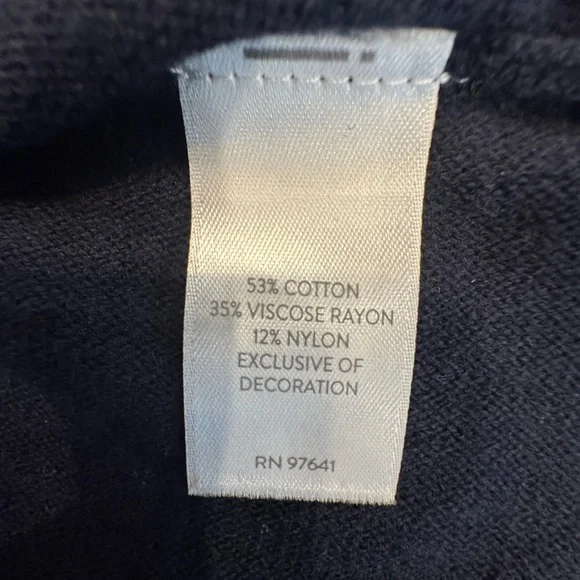 53% COTTON
35% VISCOSE RAYON
12% NYLON
EXCLUSIVE OF
DECORATION
RN 97641